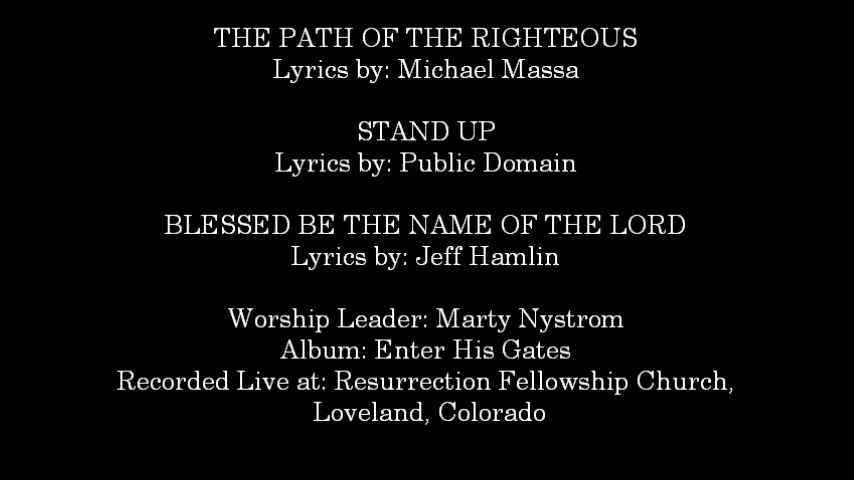 THE PATH OF THE RIGHTEOUS
Lyrics by: Michael Massa
STAND UP
Lyrics by: Public Domain
BLESSED BE THE NAME OF THE LORD
Lyrics by: Jeff Hamlin
Worship Leader: Marty Nystrom
Album: Enter His Gates
Recorded Live at: Resurrection Fellowship Church,
Loveland, Colorado